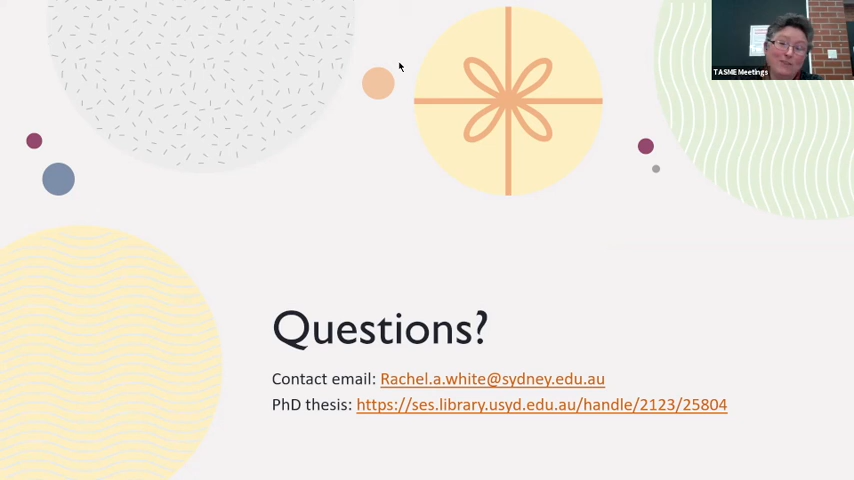 TASME Meetings
Questions?
Contact email: Rachel.a.white@sydney.edu.au
PhD thesis: https://ses.library.usyd.edu.au/handle/2123/25804